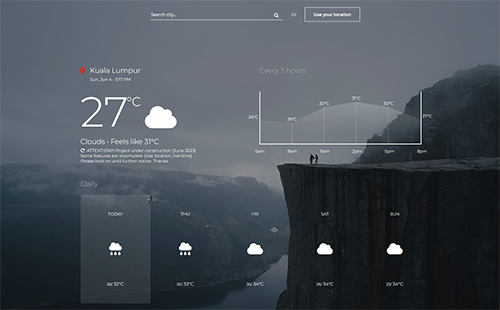 Search city...
Or
Use your location
Kuala Lumpur
Sun, Jun 4 - 5:17 PM
27°C
Clouds - Feels like 31°C
ATTENTION!! Project under construction (June 2023)
Some features are incomplete (Use location, live time)
Please hold on until further notice. Thanks.
Every 3 hours
26°c
26°c
30°c
31°c
30°c
27°c
5am
8am
11am
2pm
5pm
8pm
Daily
TODAY
THU
FRI
SAT
SUN
26/ 32°C
26/ 33°C
24/ 34°C
26/ 34°C
26/ 34°C